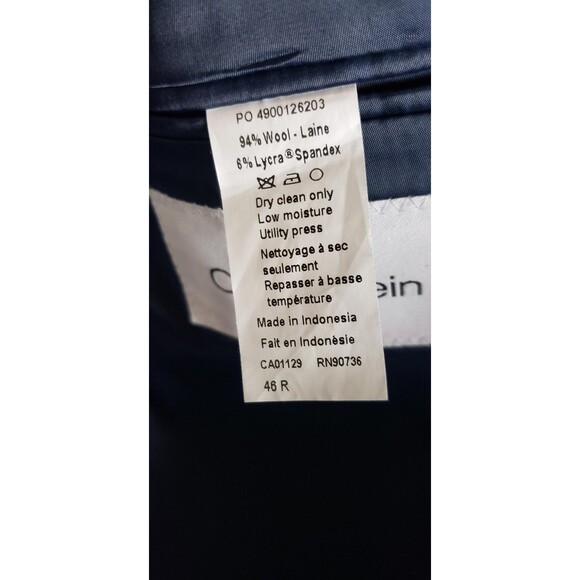 PO 4900126203
94% Wool - Laine
6% Lycra® Spandex
Dry clean only
Low moisture
Utility press
Nettoyage à sec
seulement
Repasser à basse
température
Made in Indonesia
Fait en Indonèsie
CA01129 RN90736
46 R